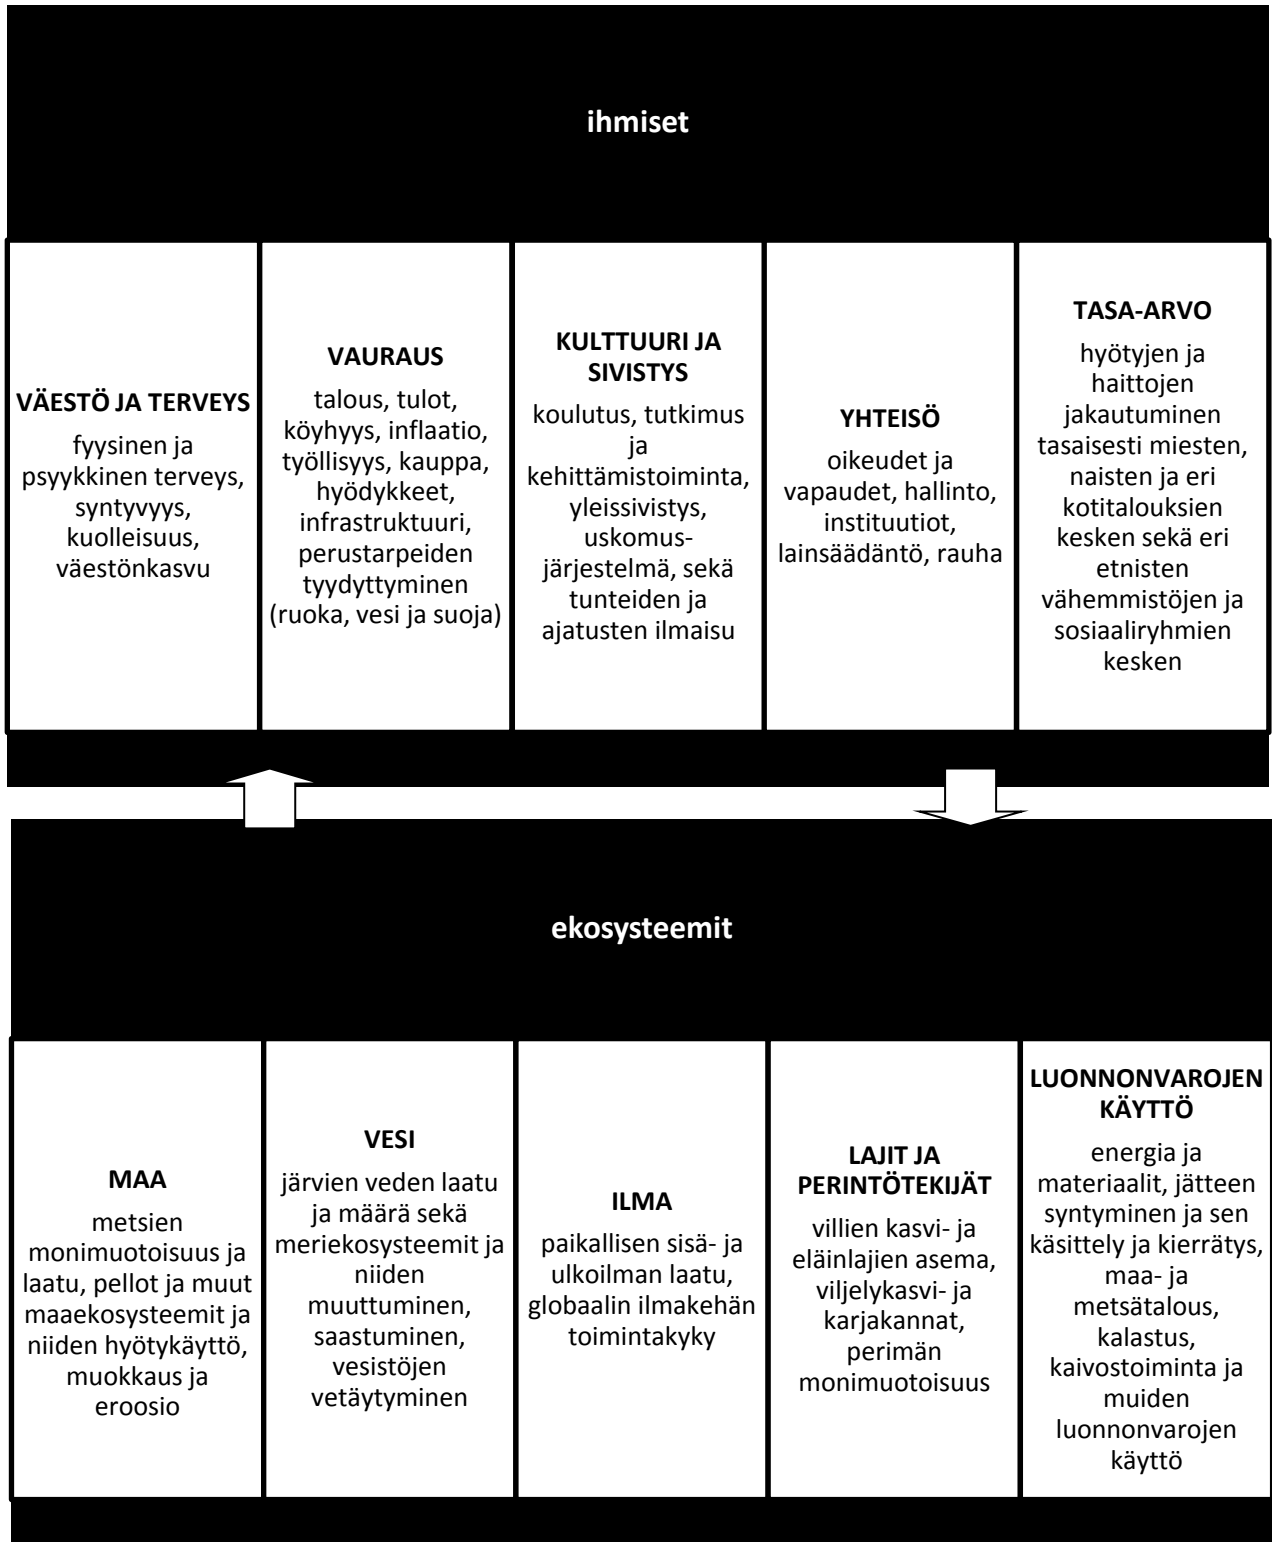 ihmiset
VÄESTÖ JA TERVEYS
fyysinen ja
psyykkinen terveys,
syntyvyys,
kuolleisuus,
väestönkasvu
VAURAUS
talous, tulot,
köyhyys, inflaatio,
työllisyys, kauppa,
hyödykkeet,
infrastruktuuri,
perustarpeiden
tyydyttyminen
(ruoka, vesi ja suoja)
KULTTUURI JA
SIVISTYS
koulutus, tutkimus
ja
kehittämistoiminta,
yleissivistys,
uskomus-
järjestelmä, sekä
tunteiden ja
ajatusten ilmaisu
YHTEISÖ
oikeudet ja
vapaudet, hallinto,
instituutiot,
lainsäädäntö, rauha
TASA-ARVO
hyötyjen ja
haittojen
jakautuminen
tasaisesti miesten,
naisten ja eri
kotitalouksien
kesken sekä eri
etnisten
vähemmistöjen ja
sosiaaliryhmien
kesken
ekosysteemit
MAA
metsien
monimuotoisuus ja
laatu, pellot ja muut
maaekosysteemit ja
niiden hyötykäyttö,
muokkaus ja
eroosio
VESI
järvien veden laatu
ja määrä sekä
meriekosysteemit ja
niiden
muuttuminen,
saastuminen,
vesistöjen
vetäytyminen
ILMA
paikallisen sisä- ja
ulkoilman laatu,
globaalin ilmakehän
toimintakyky
LAJIT JA
PERINTÖTEKIJÄT
villien kasvi- ja
eläinlajien asema,
viljelykasvi- ja
karjakannat,
perimän
monimuotoisuus
LUONNONVAROJEN
KÄYTTÖ
energia ja
materiaalit, jätteen
syntyminen ja sen
käsittely ja kierrätys,
maa- ja
metsätalous,
kalastus,
kaivostoiminta ja
muiden
luonnonvarojen
käyttö